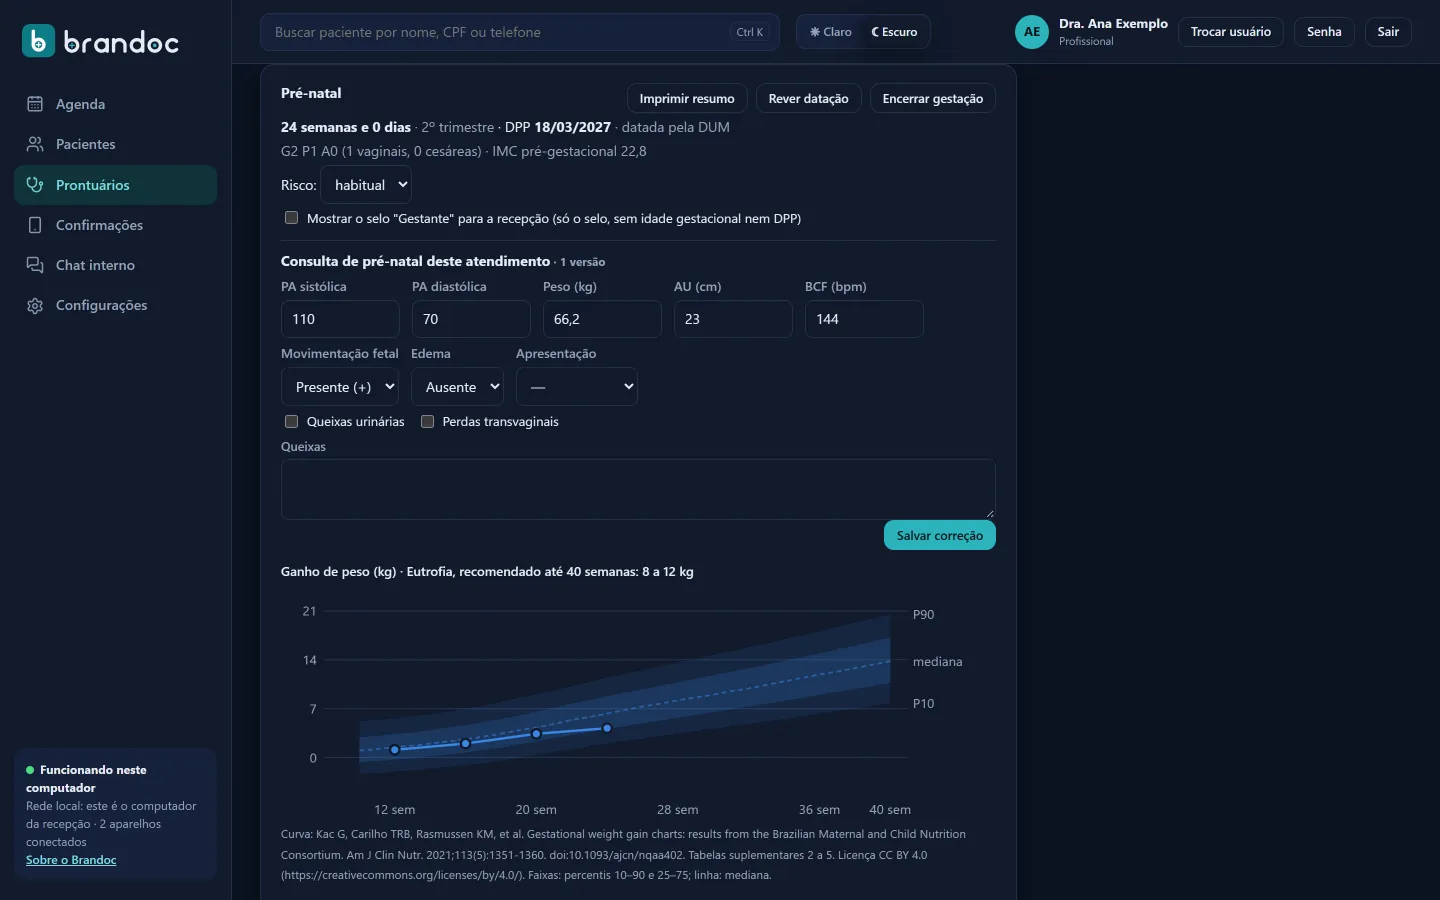 brandoc
Buscar paciente por nome, CPF ou telefone
Ctrl K
Claro
Escuro
AE
Dra. Ana Exemplo
Profissional
Trocar usuário
Senha
Sair
Agenda
Pacientes
Prontuários
Confirmações
Chat interno
Configurações
Funcionando neste
computador
Rede local: este é o computador
da recepção · 2 aparelhos
conectados
Sobre o Brandoc
Pré-natal
Imprimir resumo
Rever datação
Encerrar gestação
24 semanas e 0 dias · 2º trimestre · DPP 18/03/2027 · datada pela DUM
G2 P1 A0 (1 vaginais, 0 cesáreas) · IMC pré-gestacional 22,8
Risco: habitual
Mostrar o selo "Gestante" para a recepção (só o selo, sem idade gestacional nem DPP)
Consulta de pré-natal deste atendimento · 1 versão
PA sistólica PA diastólica Peso (kg) AU (cm) BCF (bpm)
110 70 66,2 23 144
Movimentação fetal Edema Apresentação
Presente (+) Ausente —
Queixas urinárias Perdas transvaginais
Queixas
Salvar correção
Ganho de peso (kg) · Eutrofia, recomendado até 40 semanas: 8 a 12 kg
21
14
7
0
P90
mediana
P10
12 sem 20 sem 28 sem 36 sem 40 sem
Curva: Kac G, Carilho TRB, Rasmussen KM, et al. Gestational weight gain charts: results from the Brazilian Maternal and Child Nutrition
Consortium. Am J Clin Nutr. 2021;113(5):1351-1360. doi:10.1093/ajcn/nqaa402. Tabelas suplementares 2 a 5. Licença CC BY 4.0
(https://creativecommons.org/licenses/by/4.0/). Faixas: percentis 10–90 e 25–75; linha: mediana.